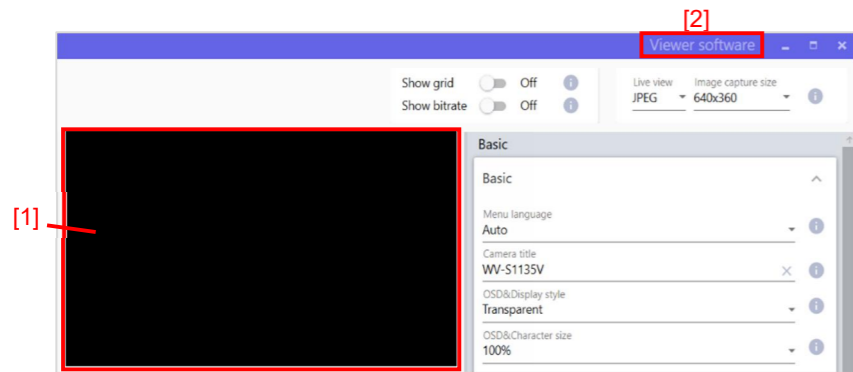 [2]
Viewer software
Show grid Off
Live view Image capture size
JPEG 640x360
Show bitrate Off
Basic
Basic
[1]
Menu language
Auto
Camera title
WV-S1135V
OSD&Display style
Transparent
OSD&Character size
100%